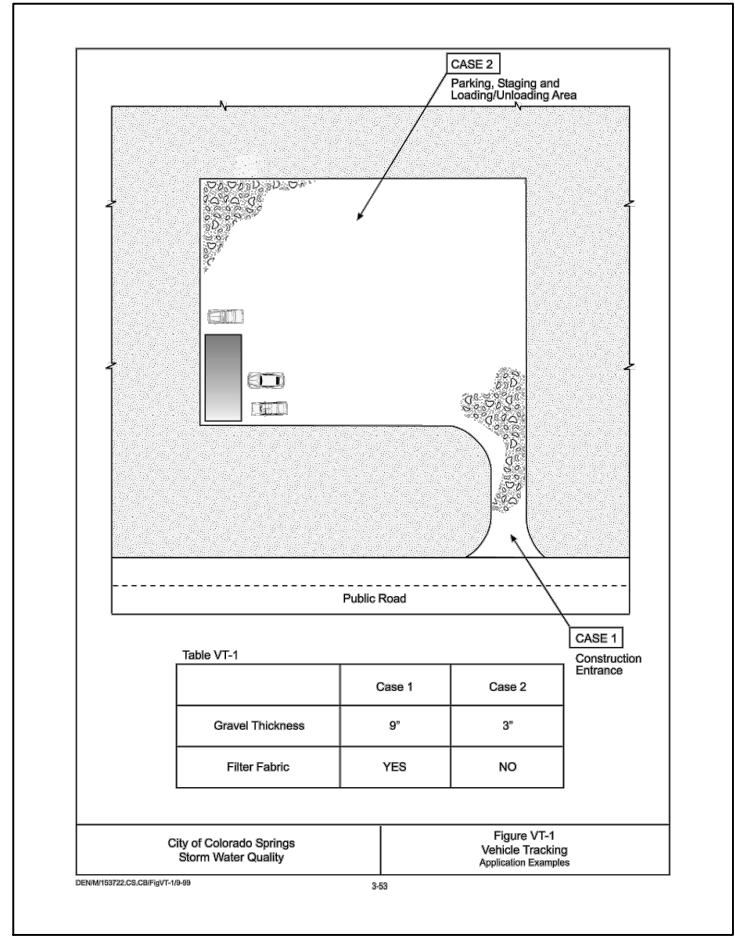 CASE 2
Parking, Staging and
Loading/Unloading Area
Public Road
CASE 1
Construction
Entrance
Table VT-1
Case 1 Case 2
Gravel Thickness 9" 3"
Filter Fabric YES NO
City of Colorado Springs
Storm Water Quality
Figure VT-1
Vehicle Tracking
Application Examples
DEN/M/153722.CS.CB/FigVT-1/9-99
3-53